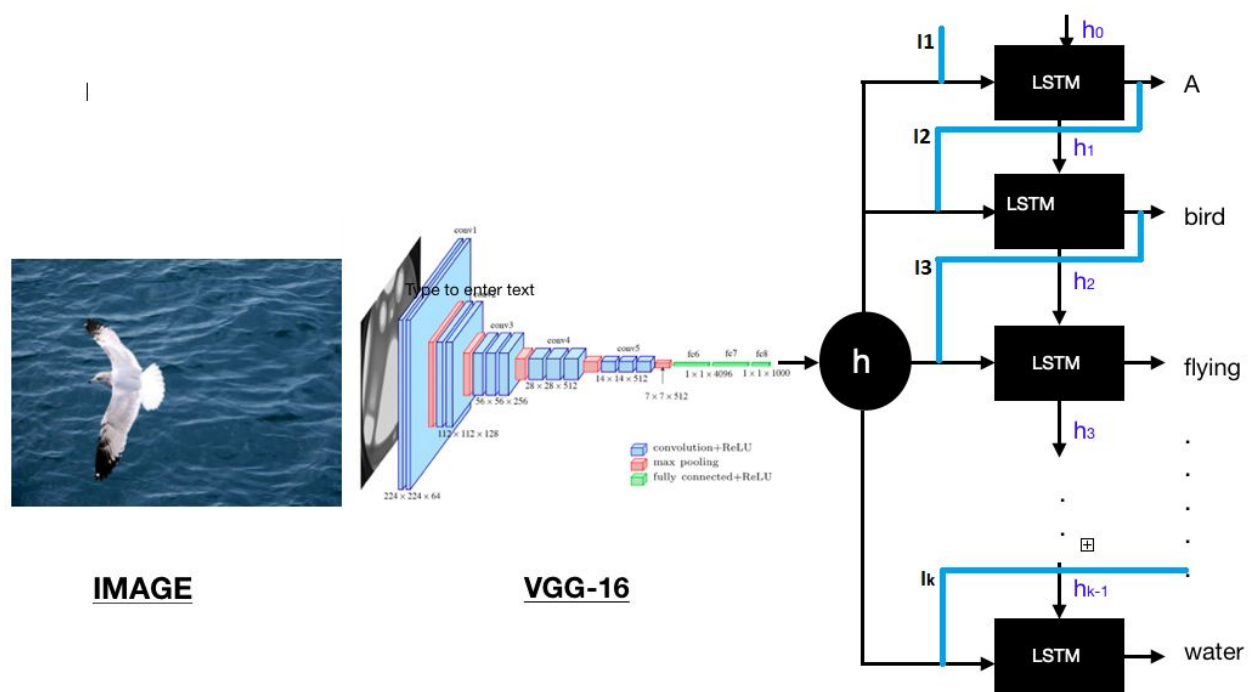 I1
h0
LSTM
A
I2
h1
LSTM
bird
I3
h2
LSTM
flying
h3
h
Ik
hk-1
LSTM
water
conv1
Type to enter text
conv3
conv4
conv5
fc6
fc7
fc8
1 × 1 × 4096
1 × 1 × 1000
28 × 28 × 512
14 × 14 × 512
7 × 7 × 512
56 × 56 × 256
112 × 112 × 128
224 × 224 × 64
convolution+ReLU
max pooling
fully connected+ReLU
IMAGE
VGG-16